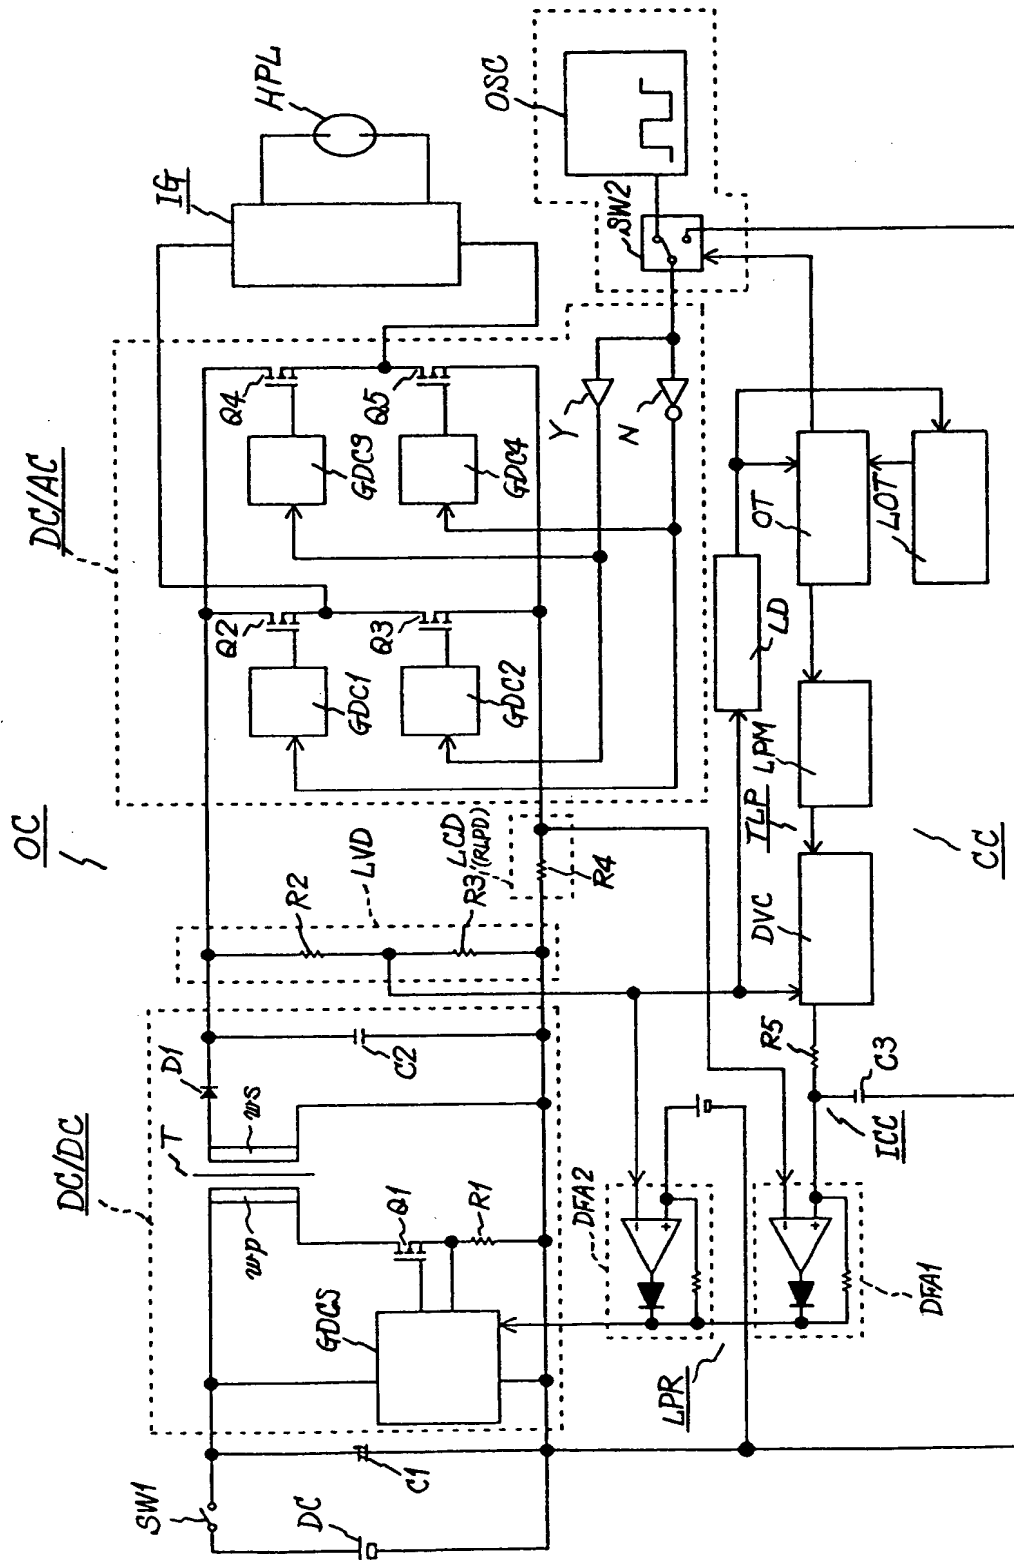 OC
DC/DC
DC/AC
SW1
DC
C1
GDCS
Q1
R1
wp
T
ws
D1
C2
R2
LVD
R3
LCD
(RLPD)
R4
Q2
GDC1
Q3
GDC2
Q4
GDC3
Q5
GDC4
Y
N
IG
HPL
OSC
SW2
LPR
DFA2
DFA1
-
+
-
+
ICC
C3
R5
DVC
TLP
LPM
LD
OT
LOT
CC